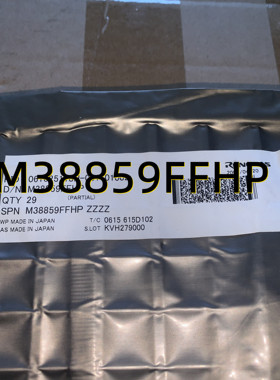 M38859FFHP
QTY 29
(PARTIAL)
SPN M38859FFHP ZZZZ
WP MADE IN JAPAN T/C 0615 615D102
AS MADE IN JAPAN S.LOT KVH279000